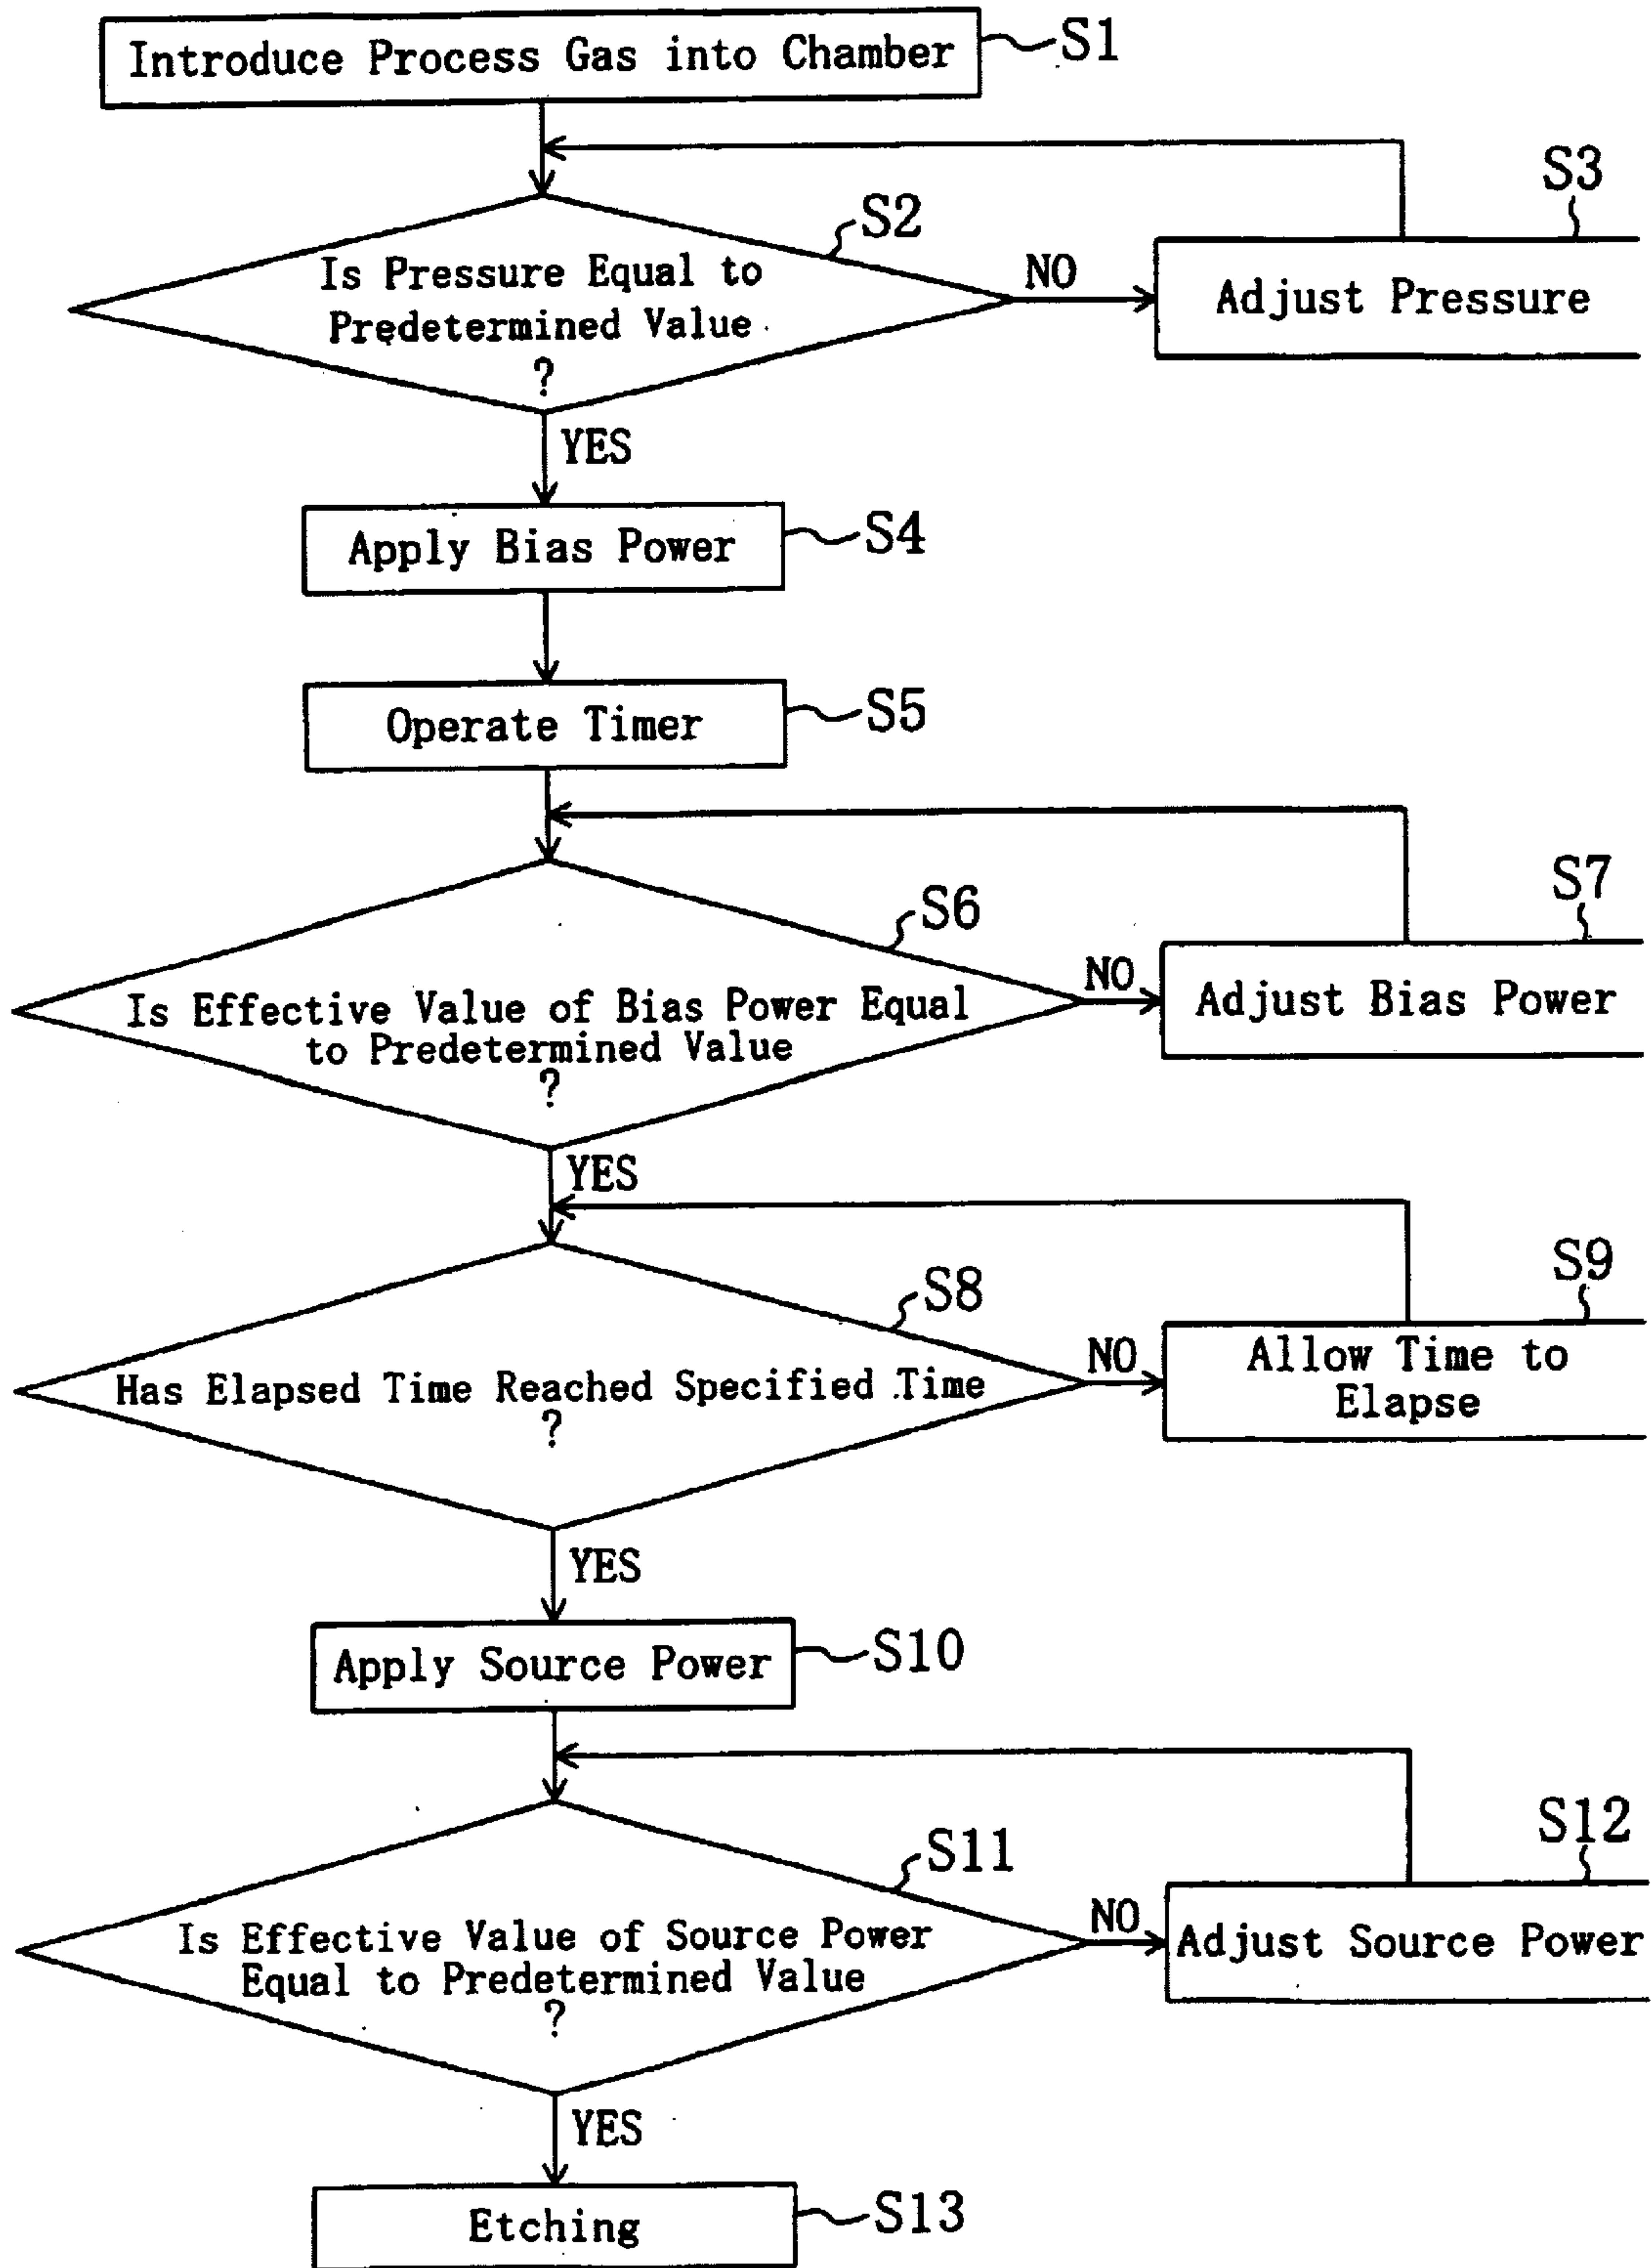 Introduce Process Gas into Chamber
S1
S2
S3
Is Pressure Equal to
Predetermined Value
?
NO
Adjust Pressure
YES
Apply Bias Power
S4
Operate Timer
S5
S6
S7
Is Effective Value of Bias Power Equal
to Predetermined Value
?
NO
Adjust Bias Power
YES
S8
S9
Has Elapsed Time Reached Specified Time
?
NO
Allow Time to
Elapse
YES
Apply Source Power
S10
S11
S12
Is Effective Value of Source Power
Equal to Predetermined Value
?
NO
Adjust Source Power
YES
Etching
S13